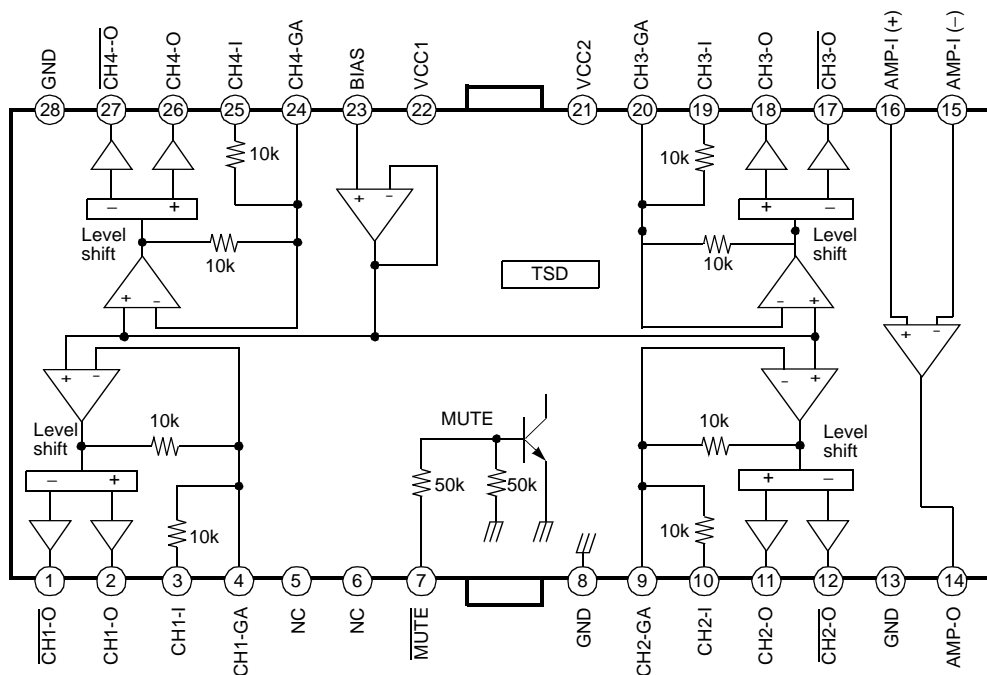 GND
CH4--O
CH4-O
CH4-I
CH4-GA
BIAS
VCC1
VCC2
CH3-GA
CH3-I
CH3-O
CH3-O
AMP-I (+)
AMP-I (−)
28 27 26 25 24 23 22 21 20 19 18 17 16 15
10k
10k
− +
+ −
+ -
Level
shift
Level
shift
10k
10k
TSD
+ -
- +
+ -
+ -
- +
Level
shift
10k
MUTE
10k
Level
shift
− +
+ −
50k
50k
10k
10k
1 2 3 4 5 6 7 8 9 10 11 12 13 14
CH1-O
CH1-O
CH1-I
CH1-GA
NC
NC
MUTE
GND
CH2-GA
CH2-I
CH2-O
CH2-O
GND
AMP-O